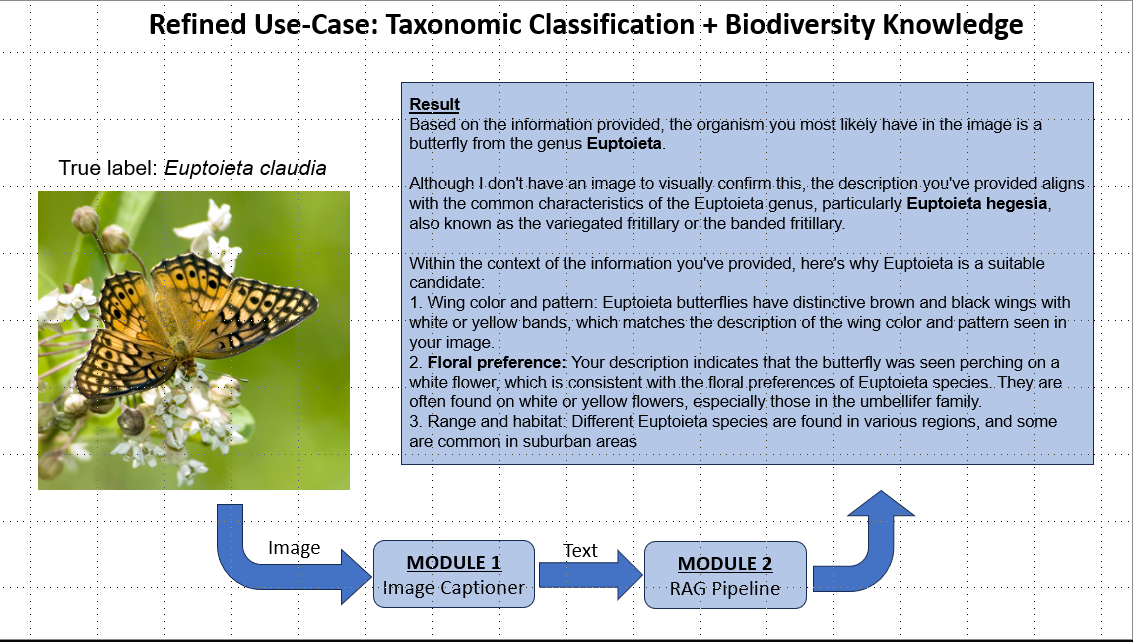 Refined Use-Case: Taxonomic Classification + Biodiversity Knowledge
True label: Euptoieta claudia
Result
Based on the information provided, the organism you most likely have in the image is a
butterfly from the genus Euptoieta.
Although I don't have an image to visually confirm this, the description you've provided aligns
with the common characteristics of the Euptoieta genus, particularly Euptoieta hegesia,
also known as the variegated fritillary or the banded fritillary.
Within the context of the information you've provided, here's why Euptoieta is a suitable
candidate:
1. Wing color and pattern: Euptoieta butterflies have distinctive brown and black wings with
white or yellow bands, which matches the description of the wing color and pattern seen in
your image.
2. Floral preference: Your description indicates that the butterfly was seen perching on a
white flower, which is consistent with the floral preferences of Euptoieta species. They are
often found on white or yellow flowers, especially those in the umbellifer family.
3. Range and habitat: Different Euptoieta species are found in various regions, and some
are common in suburban areas
Image
MODULE 1
Image Captioner
Text
MODULE 2
RAG Pipeline